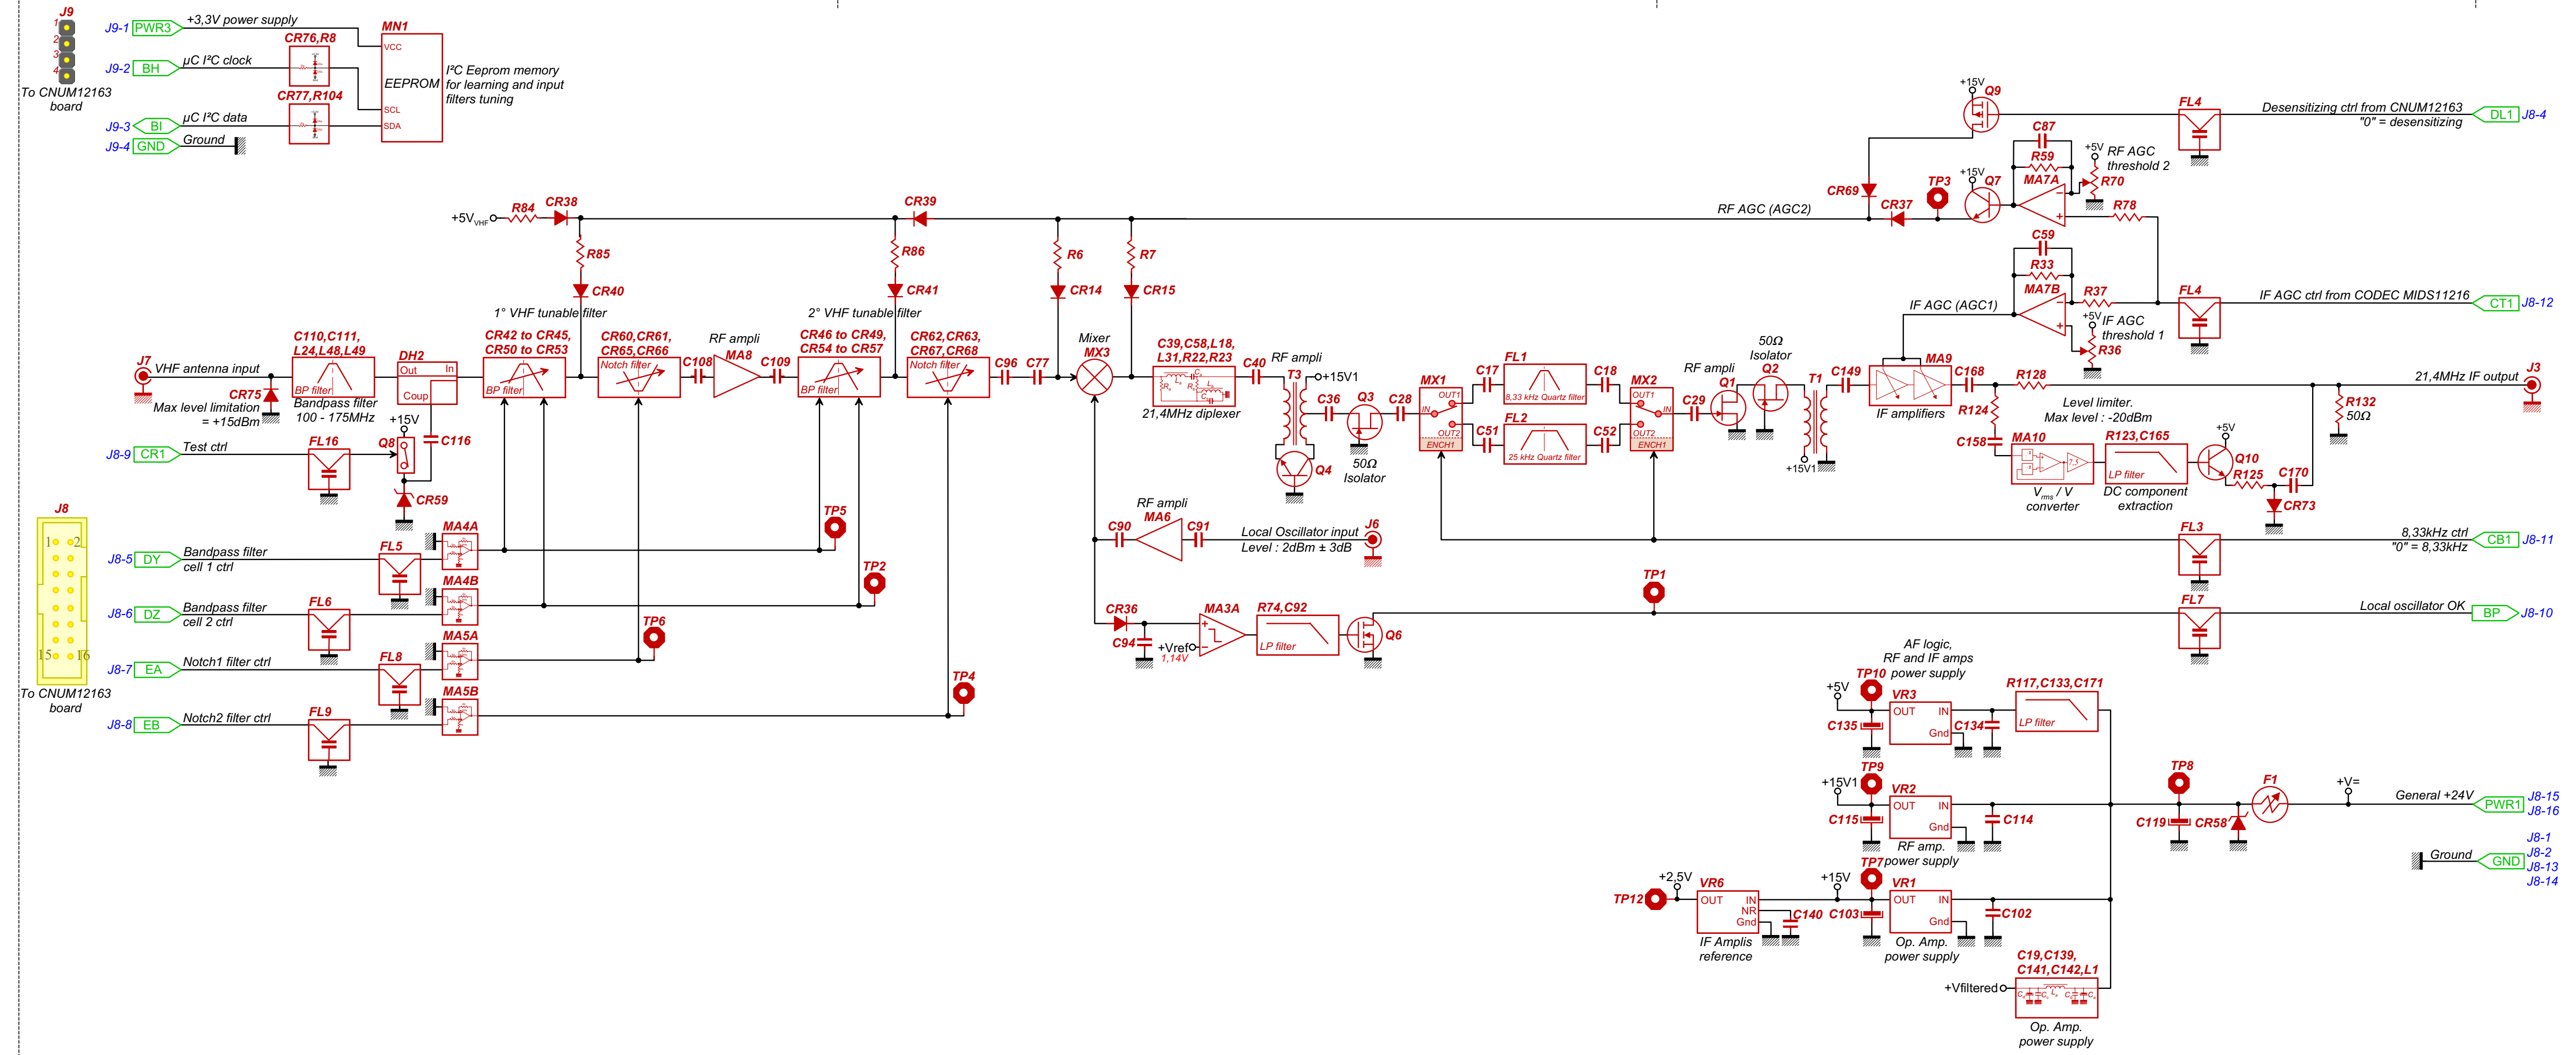 J9
1
2
3
4
To CNUM12163
board
J9-1 PWR3 +3,3V power supply
J9-2 BH µC I²C clock
J9-3 BI µC I²C data
J9-4 GND Ground
CR76,R8
CR77,R104
MN1
VCC
EEPROM
SCL
SDA
I²C Eeprom memory
for learning and input
filters tuning
+15V
Q9
FL4
Desensitizing ctrl from CNUM12163
"0" = desensitizing
DL1 J8-4
C87
R59
MA7A
+5V
RF AGC
threshold 2
R70
+15V
Q7
TP3
CR69
CR37
R78
RF AGC (AGC2)
+5VVHF
R84
CR38
CR39
R85
R86
R6
R7
CR40
CR41
CR14
CR15
C59
R33
MA7B
R37
FL4
IF AGC ctrl from CODEC MIDS11216
CT1 J8-12
IF AGC (AGC1)
+5V
IF AGC
threshold 1
R36
J7
VHF antenna input
CR75
Max level limitation
= +15dBm
C110,C111,
L24,L48,L49
BP filter
Bandpass filter
100 - 175MHz
DH2
Out
In
Coup
+15V
Q8
C116
CR59
1° VHF tunable filter
CR42 to CR45,
CR50 to CR53
BP filter
CR60,CR61,
CR65,CR66
Notch filter
C108
RF ampli
MA8
C109
2° VHF tunable filter
CR46 to CR49,
CR54 to CR57
BP filter
CR62,CR63,
CR67,CR68
Notch filter
C96
C77
Mixer
MX3
C39,C58,L18,
L31,R22,R23
21,4MHz diplexer
C40
RF ampli
T3
+15V1
Q4
C36
Q3
50Ω
Isolator
C28
MX1
IN
OUT1
OUT2
ENCH1
C17
FL1
8,33 kHz Quartz filter
C18
C51
FL2
25 kHz Quartz filter
C52
MX2
OUT1
IN
OUT2
ENCH1
C29
RF ampli
Q1
50Ω
Isolator
Q2
T1
+15V1
C149
MA9
IF amplifiers
C168
R128
R124
C158
Level limiter.
Max level : -20dBm
MA10
Vrms / V
converter
R123,C165
LP filter
DC component
extraction
+5V
Q10
R125
C170
CR73
R132
50Ω
21,4MHz IF output
J3
J8-9 CR1 Test ctrl
FL16
J8
1
2
15
16
To CNUM12163
board
J8-5 DY Bandpass filter
cell 1 ctrl
FL5
MA4A
TP5
J8-6 DZ Bandpass filter
cell 2 ctrl
FL6
MA4B
TP2
J8-7 EA Notch1 filter ctrl
FL8
MA5A
TP6
J8-8 EB Notch2 filter ctrl
FL9
MA5B
TP4
C90
RF ampli
MA6
C91
Local Oscillator input
Level : 2dBm ± 3dB
J6
FL3
8,33kHz ctrl
"0" = 8,33kHz
CB1 J8-11
CR36
C94
+Vref
1,14V
MA3A
R74,C92
LP filter
Q6
TP1
FL7
Local oscillator OK
BP J8-10
AF logic,
RF and IF amps
power supply
TP10
+5V
VR3
OUT
IN
Gnd
C135
C134
R117,C133,C171
LP filter
TP9
+15V1
VR2
OUT
IN
Gnd
C115
C114
RF amp.
power supply
TP8
C119
CR58
F1
+V=
General +24V
PWR1 J8-15
J8-16
Ground
GND
J8-1
J8-2
J8-13
J8-14
TP7
+15V
VR1
OUT
IN
Gnd
C103
C102
Op. Amp.
power supply
TP12
+2,5V
VR6
OUT
IN
NR
Gnd
C140
IF Amplis
reference
C19,C139,
C141,C142,L1
+Vfiltered
Op. Amp.
power supply